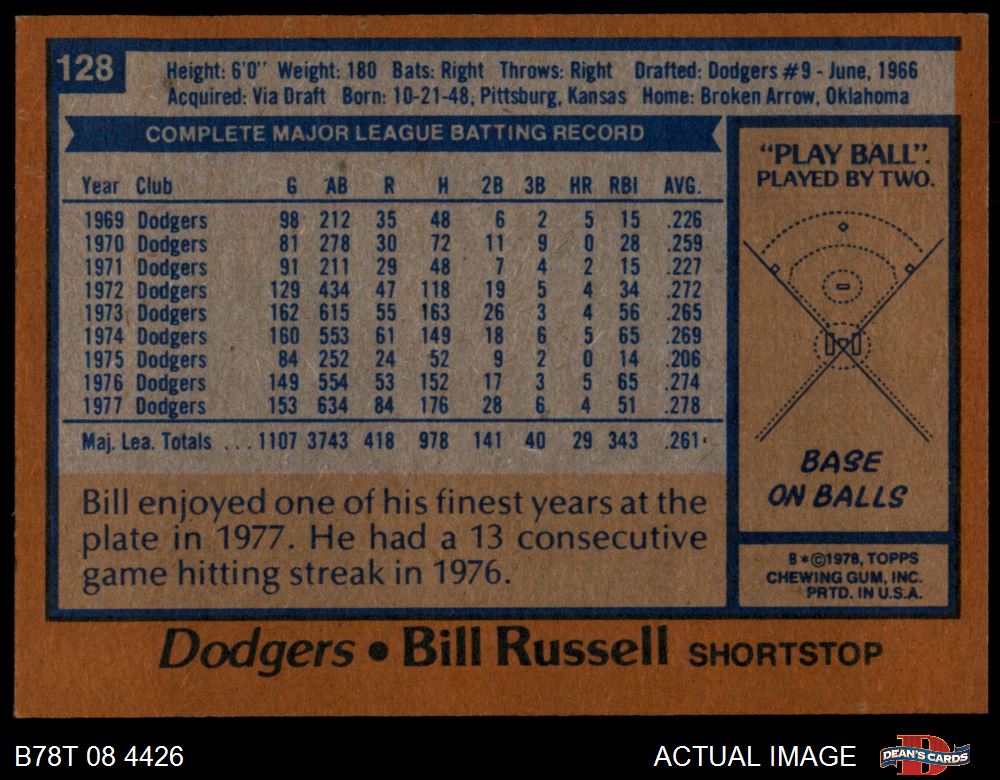 128
Height: 6'0" Weight: 180 Bats: Right Throws: Right Drafted: Dodgers #9 - June, 1966
Acquired: Via Draft Born: 10-21-48, Pittsburg, Kansas Home: Broken Arrow, Oklahoma
COMPLETE MAJOR LEAGUE BATTING RECORD
Year Club G AB R H 2B 3B HR RBI AVG.
1969 Dodgers 98 212 35 48 6 2 5 15 .226
1970 Dodgers 81 278 30 72 11 9 0 28 .259
1971 Dodgers 91 211 29 48 7 4 2 15 .227
1972 Dodgers 129 434 47 118 19 5 4 34 .272
1973 Dodgers 162 615 55 163 26 3 4 56 .265
1974 Dodgers 160 553 61 149 18 6 5 65 .269
1975 Dodgers 84 252 24 52 9 2 0 14 .206
1976 Dodgers 149 554 53 152 17 3 5 65 .274
1977 Dodgers 153 634 84 176 28 6 4 51 .278
Maj. Lea. Totals ... 1107 3743 418 978 141 40 29 343 .261
Bill enjoyed one of his finest years at the
plate in 1977. He had a 13 consecutive
game hitting streak in 1976.
"PLAY BALL".
PLAYED BY TWO.
BASE
ON BALLS
B*©1978, TOPPS
CHEWING GUM, INC.
PRTD. IN U.S.A.
Dodgers • Bill Russell SHORTSTOP
B78T 08 4426
ACTUAL IMAGE
DEAN'S CARDS